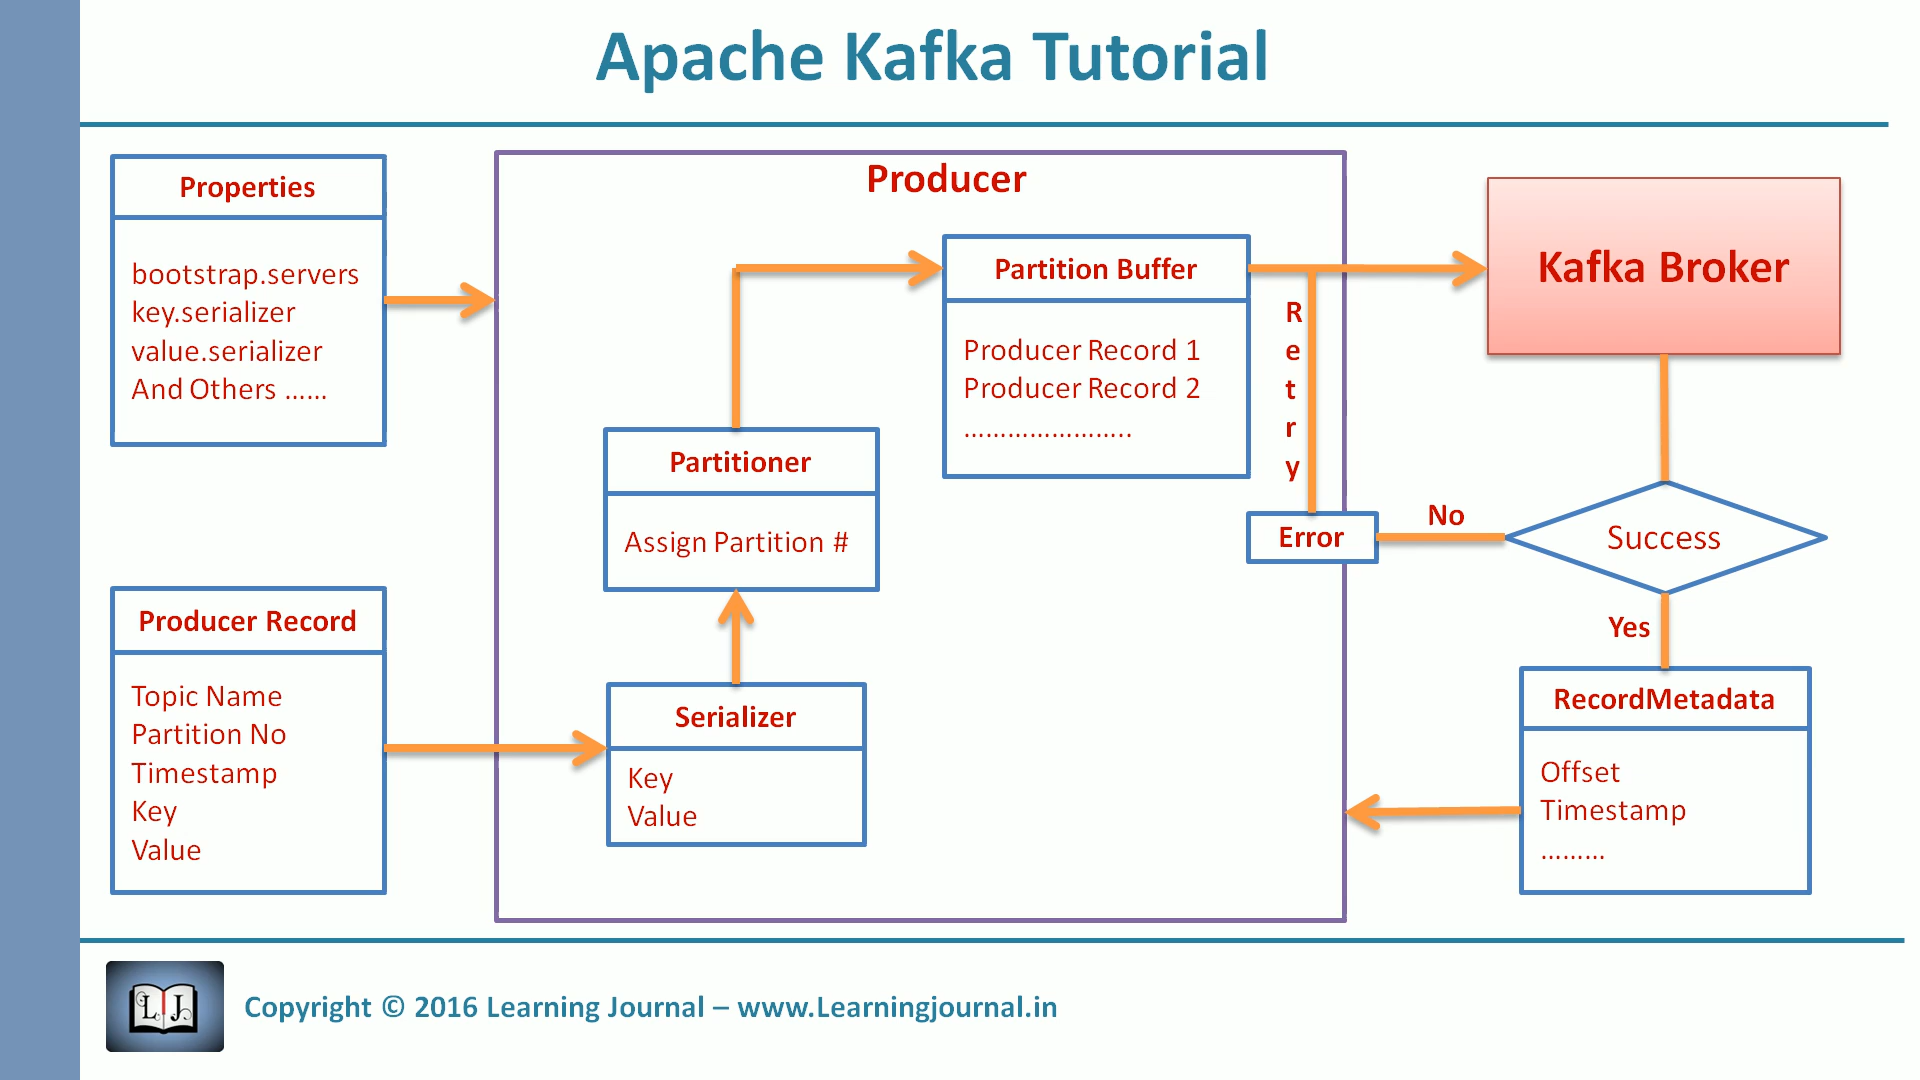 Apache Kafka Tutorial
Properties
bootstrap.servers
key.serializer
value.serializer
And Others ......
Producer Record
Topic Name
Partition No
Timestamp
Key
Value
Producer
Serializer
Key
Value
Partitioner
Assign Partition #
Partition Buffer
Producer Record 1
Producer Record 2
.......................
Retry
Error
Kafka Broker
Success
No
Yes
RecordMetadata
Offset
Timestamp
.........
LJ
Copyright © 2016 Learning Journal – www.Learningjournal.in